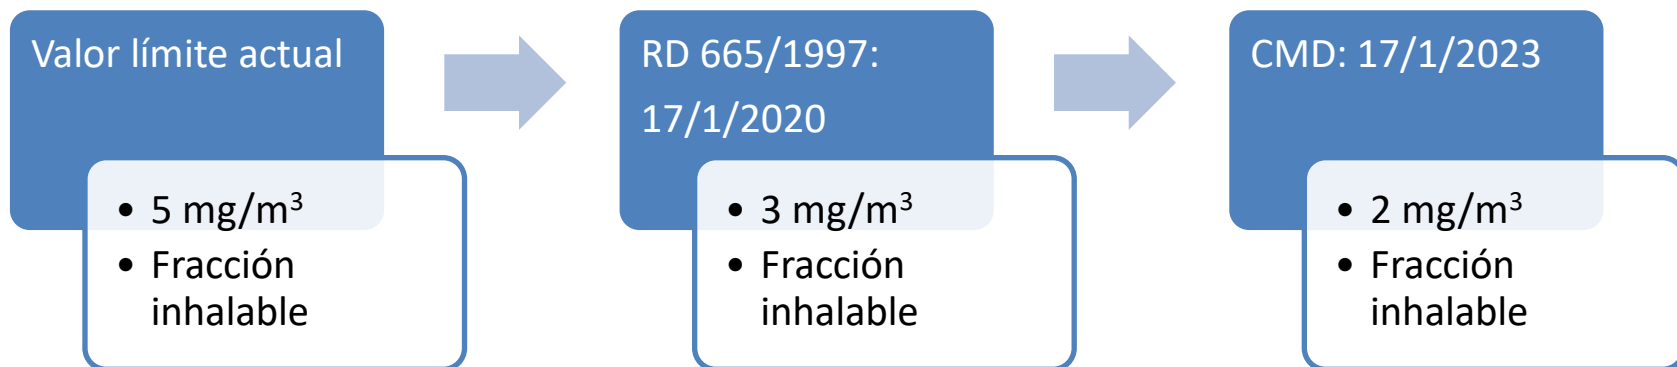 Valor límite actual
• 5 mg/m³
• Fracción
inhalable
RD 665/1997:
17/1/2020
• 3 mg/m³
• Fracción
inhalable
CMD: 17/1/2023
• 2 mg/m³
• Fracción
inhalable